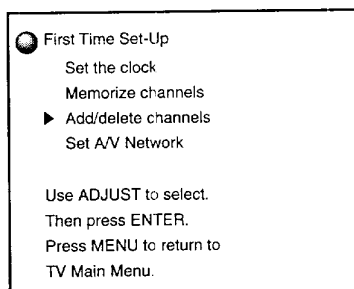 First Time Set-Up
Set the clock
Memorize channels
Add/delete channels
Set A/V Network
Use ADJUST to select.
Then press ENTER.
Press MENU to return to
TV Main Menu.